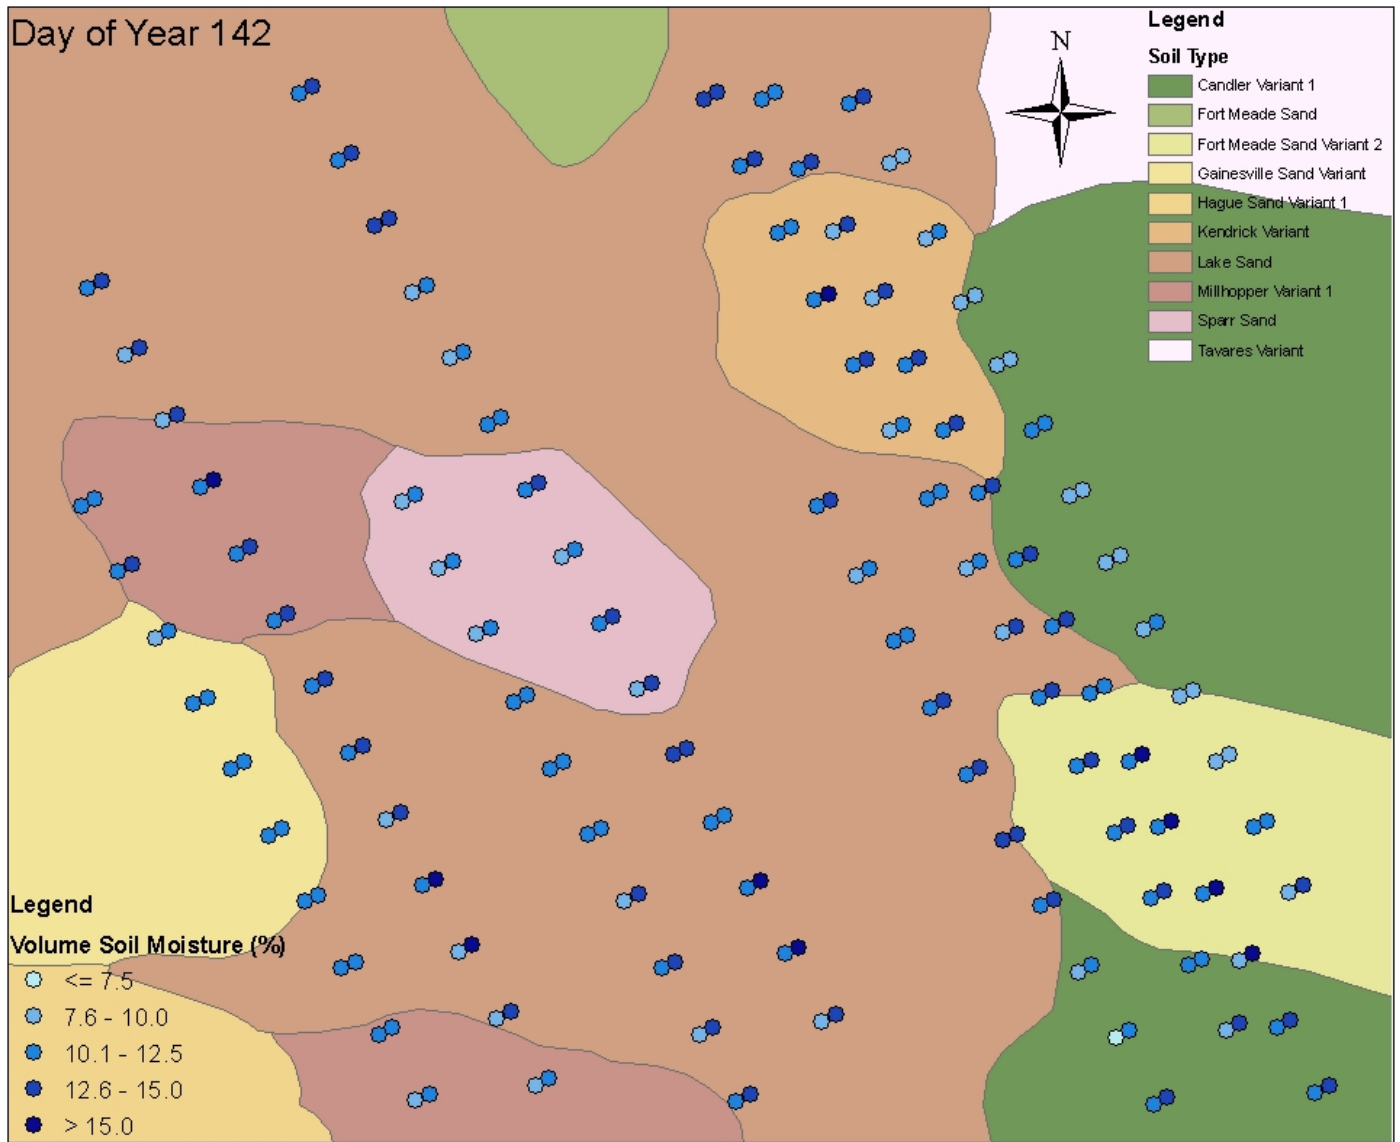 Day of Year 142
N
Legend
Soil Type
Candler Variant 1
Fort Meade Sand
Fort Meade Sand Variant 2
Gainesville Sand Variant
Hague Sand Variant 1
Kendrick Variant
Lake Sand
Millhopper Variant 1
Sparr Sand
Tavares Variant
Legend
Volume Soil Moisture (%)
<= 7.5
7.6 - 10.0
10.1 - 12.5
12.6 - 15.0
> 15.0